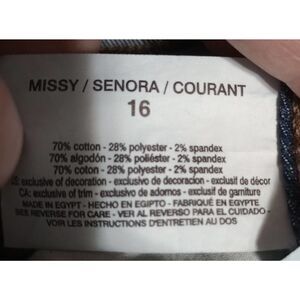 MISSY / SENORA / COURANT
16
70% cotton - 28% polyester - 2% spandex
70% algodón - 28% poliéster - 2% spandex
70% coton - 28% polyester - 2% spandex
US: exclusive of decoration - exclusivo de decoracion - exclusif de décor
CA: exclusive of trim - exclusivo de adornos - exclusif de garniture
MADE IN EGYPT - HECHO EN EGIPTO - FABRIQUÉ EN EGYPTE
SEE REVERSE FOR CARE - VER AL REVERSO PARA EL CUIDADO -
VOIR LES INSTRUCTIONS D'ENTRETIEN AU DOS